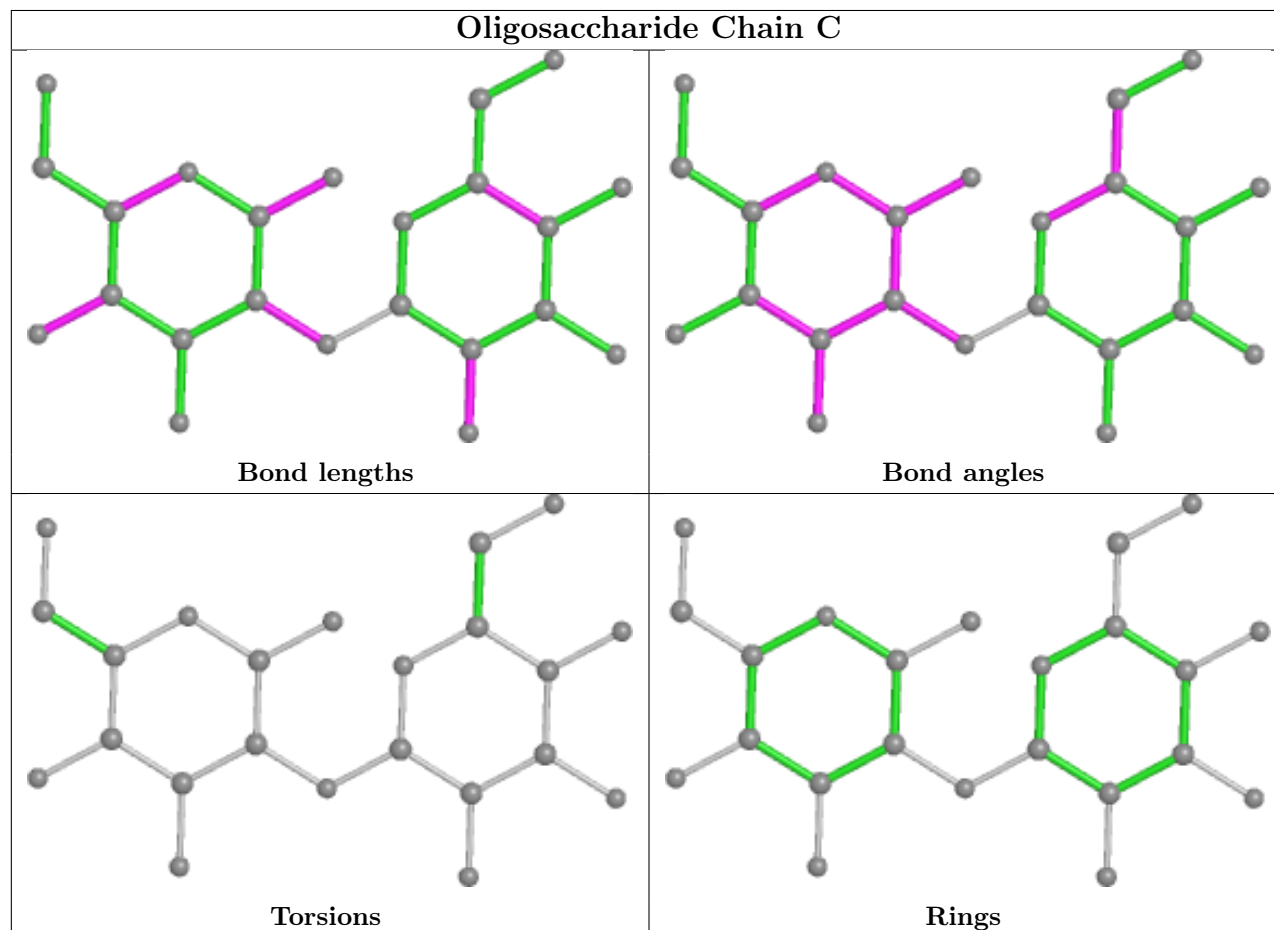 Oligosaccharide Chain C
Bond lengths
Bond angles
Torsions
Rings